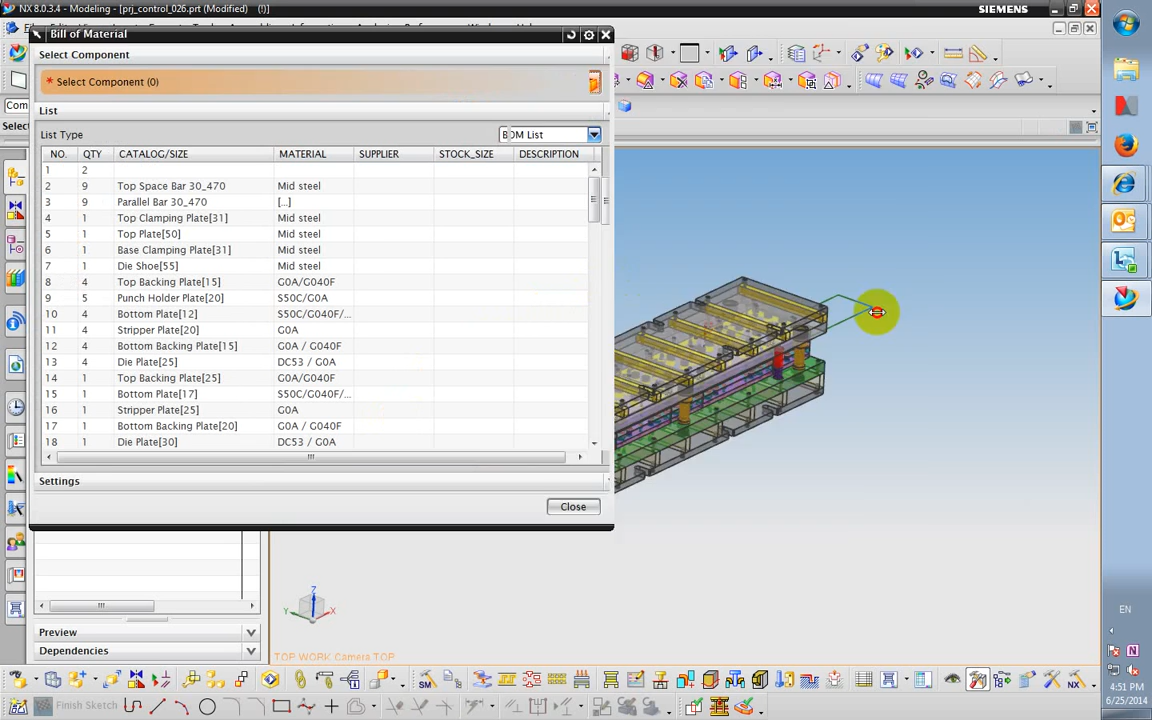 NX 8.0.3.4 - Modeling - [prj_control_026.prt (Modified) (!)]
SIEMENS
Bill of Material
Select Component
* Select Component (0)
List
List Type
BOM List
NO. QTY CATALOG/SIZE MATERIAL SUPPLIER STOCK_SIZE DESCRIPTION
1 2
2 9 Top Space Bar 30_470 Mid steel
3 9 Parallel Bar 30_470 [...]
4 1 Top Clamping Plate[31] Mid steel
5 1 Top Plate[50] Mid steel
6 1 Base Clamping Plate[31] Mid steel
7 1 Die Shoe[55] Mid steel
8 4 Top Backing Plate[15] G0A/G040F
9 5 Punch Holder Plate[20] S50C/G0A
10 4 Bottom Plate[12] S50C/G040F/...
11 4 Stripper Plate[20] G0A
12 4 Bottom Backing Plate[15] G0A / G040F
13 4 Die Plate[25] DC53 / G0A
14 1 Top Backing Plate[25] G0A/G040F
15 1 Bottom Plate[17] S50C/G040F/...
16 1 Stripper Plate[25] G0A
17 1 Bottom Backing Plate[20] G0A / G040F
18 1 Die Plate[30] DC53 / G0A
Settings
Close
Com
Select
Preview
Dependencies
Z
Y
X
TOP WORK Camera TOP
SM
NX
Finish Sketch
EN
N
4:51 PM
6/25/2014